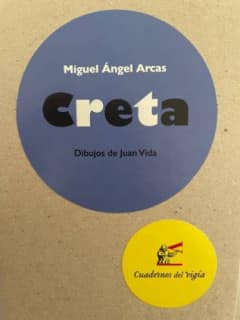 Miguel Ángel Arcas
Creta
Dibujos de Juan Vida
Cuadernos del Vigía